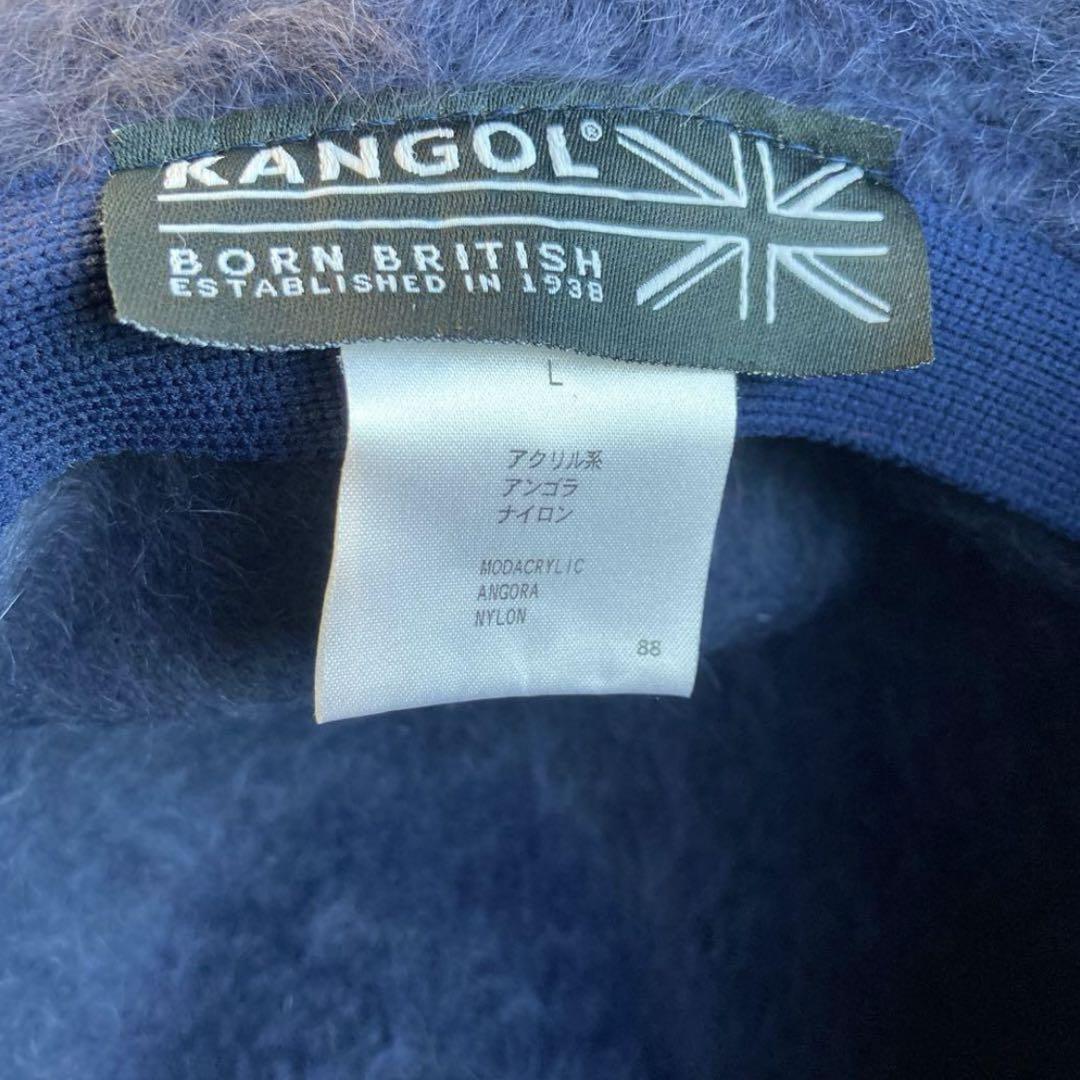 KANGOL®
BORN BRITISH
ESTABLISHED IN 1938
L
アクリル系
アンゴラ
ナイロン
MODACRYLIC
ANGORA
NYLON
88